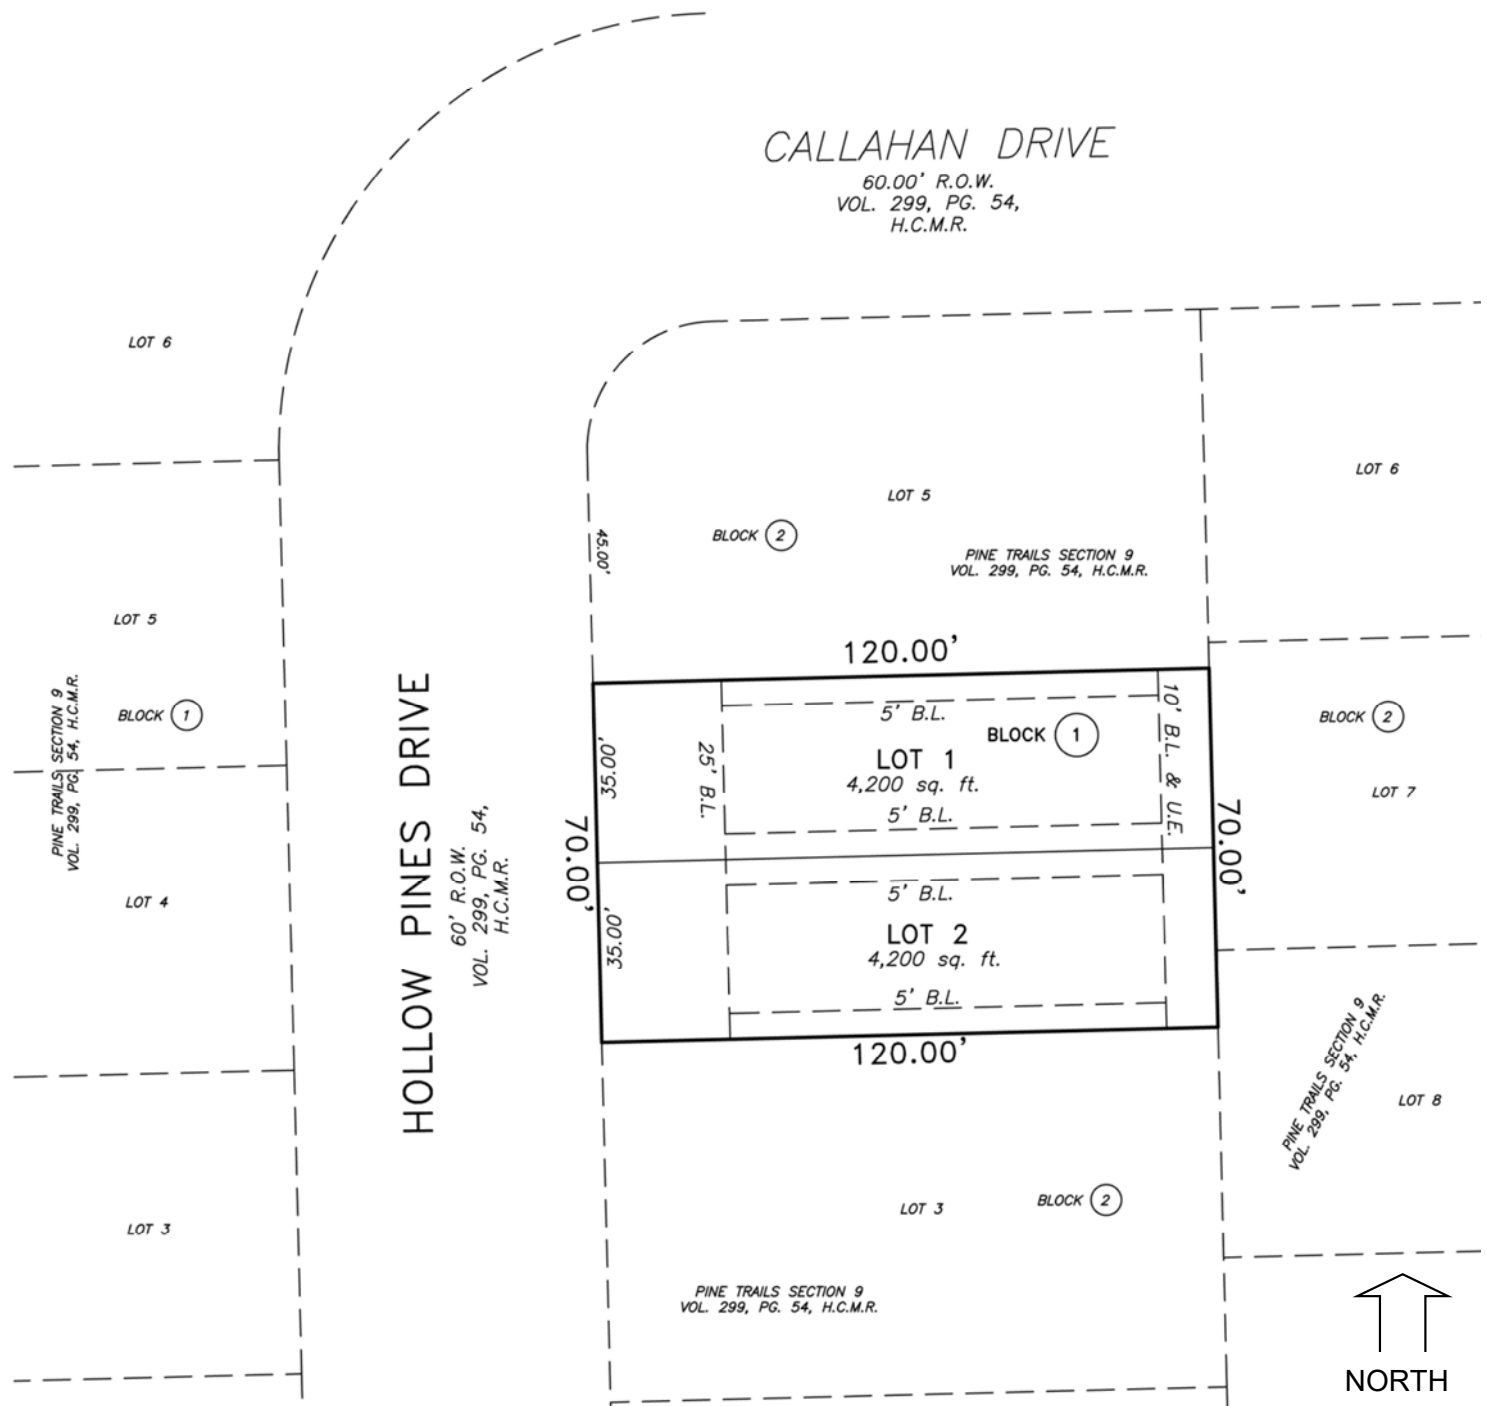 CALLAHAN DRIVE
60.00' R.O.W.
VOL. 299, PG. 54,
H.C.M.R.
LOT 6
LOT 5
BLOCK 2
45.00'
PINE TRAILS SECTION 9
VOL. 299, PG. 54, H.C.M.R.
LOT 6
LOT 5
BLOCK 1
PINE TRAILS SECTION 9
VOL. 299, PG. 54, H.C.M.R.
LOT 4
LOT 3
HOLLOW PINES DRIVE
60' R.O.W.
VOL. 299, PG. 54,
H.C.M.R.
120.00'
70.00'
35.00'
35.00'
25' B.L.
5' B.L.
BLOCK 1
LOT 1
4,200 sq. ft.
5' B.L.
10' B.L. & U.E.
70.00'
5' B.L.
LOT 2
4,200 sq. ft.
5' B.L.
120.00'
BLOCK 2
LOT 7
PINE TRAILS SECTION 9
VOL. 299, PG. 54, H.C.M.R.
LOT 8
LOT 3
BLOCK 2
PINE TRAILS SECTION 9
VOL. 299, PG. 54, H.C.M.R.
NORTH